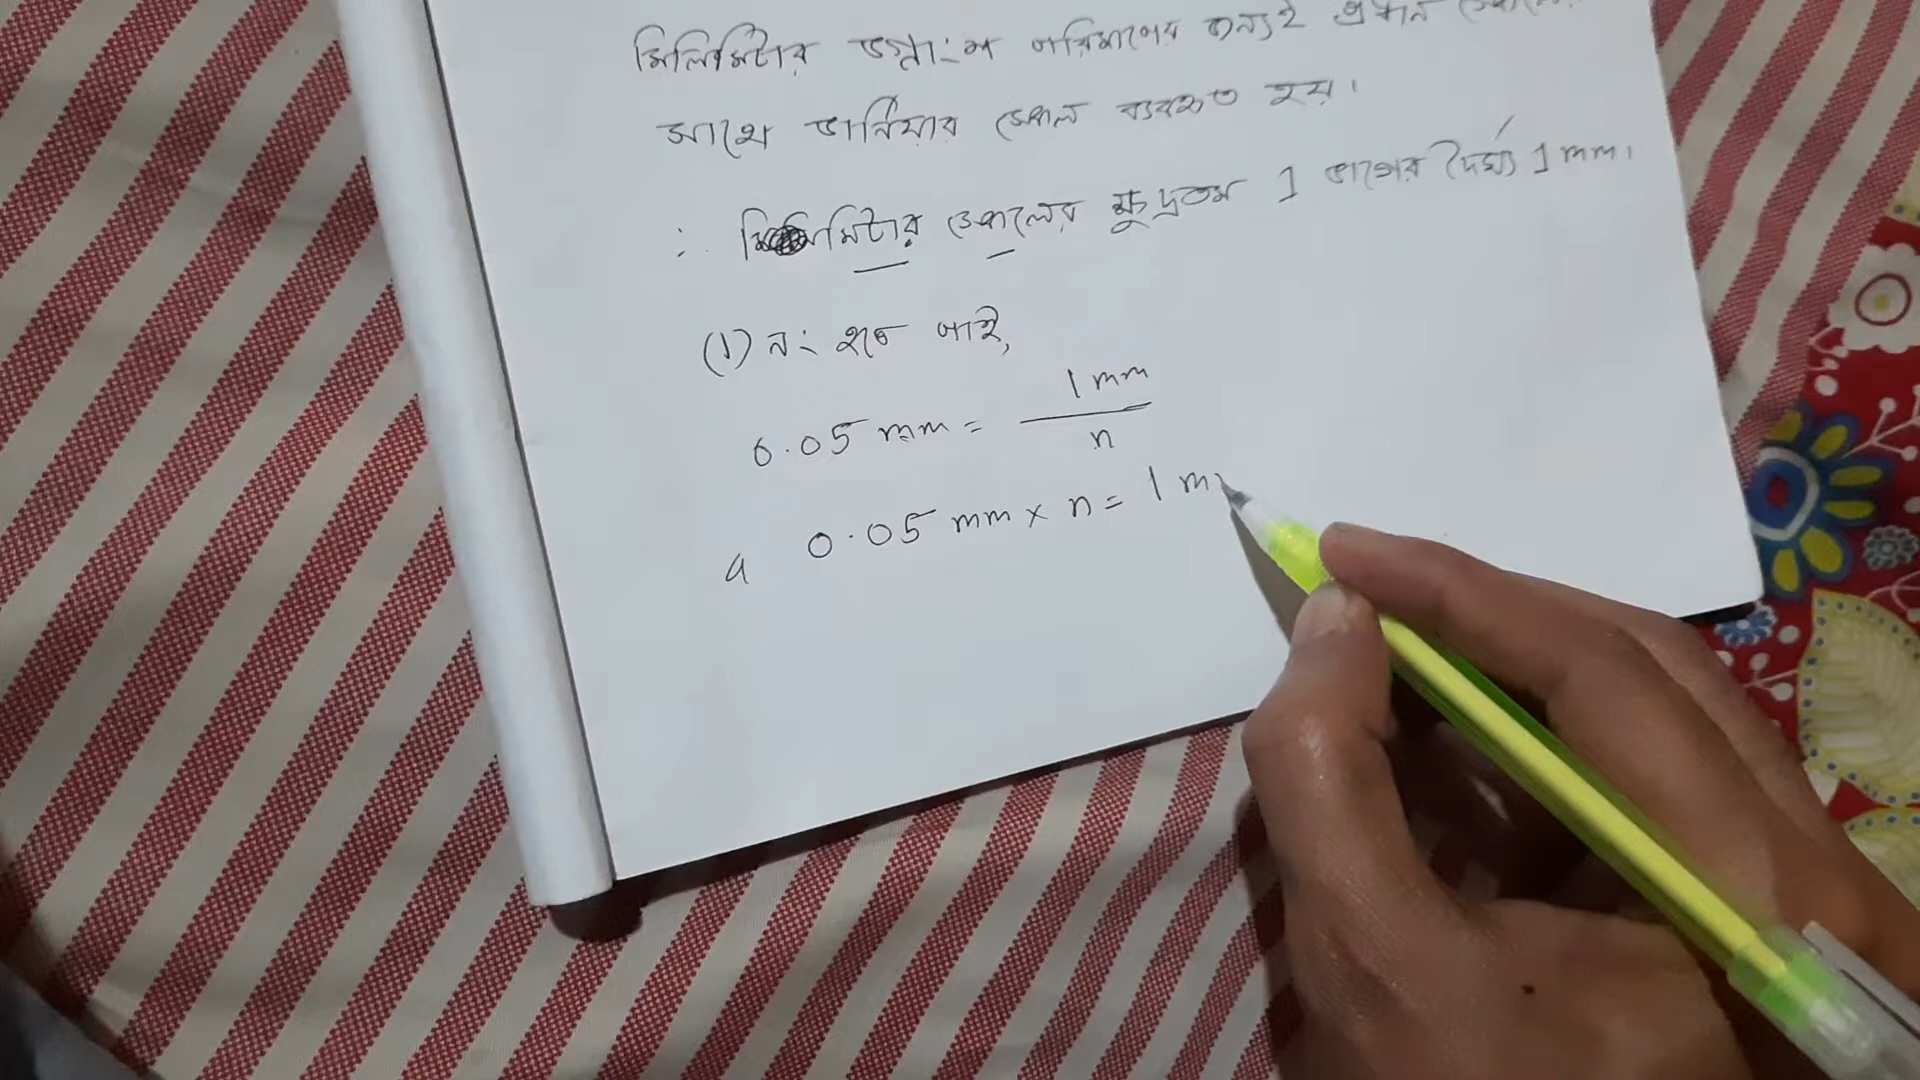 মিলিমিটার ভগ্নাংশ পরিমাপের জন্যই প্রধান
সাথে ভার্নিয়ার স্কেল ব্যবহৃত হয়।
∴ মিটার স্কেলের ক্ষুদ্রতম 1 ভাগের দৈর্ঘ্য 1 mm।
(1) নং হতে পাই,
0.05 mm = 1 mm / n
0.05 mm × n = 1 m